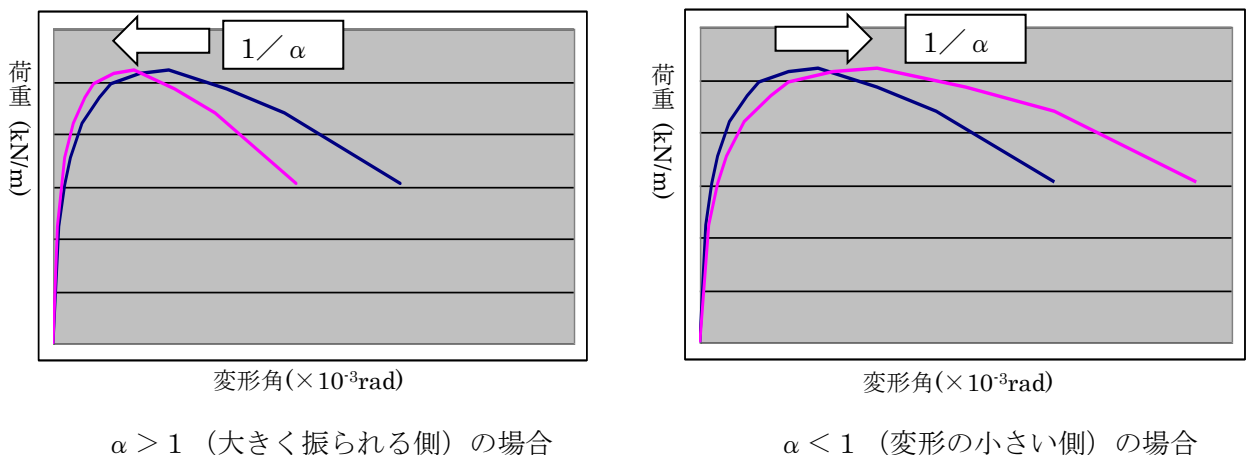 1／α
荷重 (kN/m)
変形角(×10-3rad)
α＞1 （大きく振られる側）の場合
1／α
荷重 (kN/m)
変形角(×10-3rad)
α＜1 （変形の小さい側）の場合